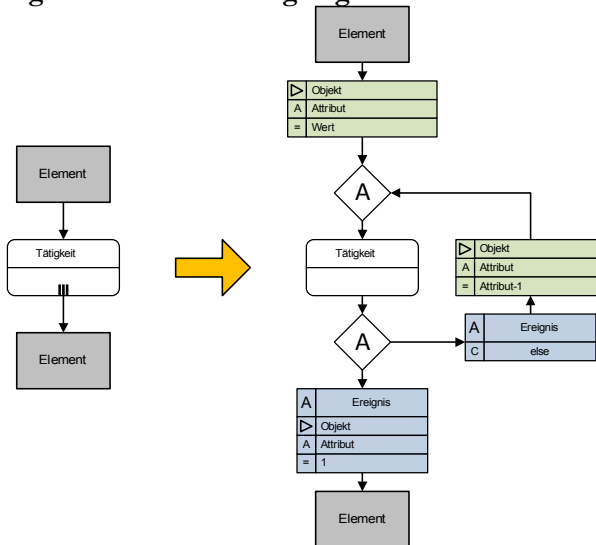 Element
Tätigkeit
Element
Element
Objekt
A Attribut
= Wert
A
Tätigkeit
A
A Ereignis
Objekt
A Attribut
= 1
Element
Objekt
A Attribut
= Attribut-1
A Ereignis
C else